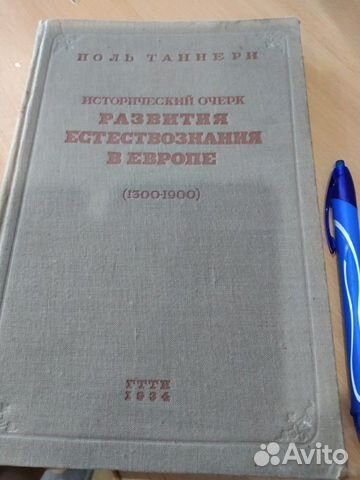 ПОЛЬ ТАННЕРИ
ИСТОРИЧЕСКИЙ ОЧЕРК
РАЗВИТИЯ
ЕСТЕСТВОЗНАНИЯ
В ЕВРОПЕ
(1300-1900)
ГТТИ
1934
Avito